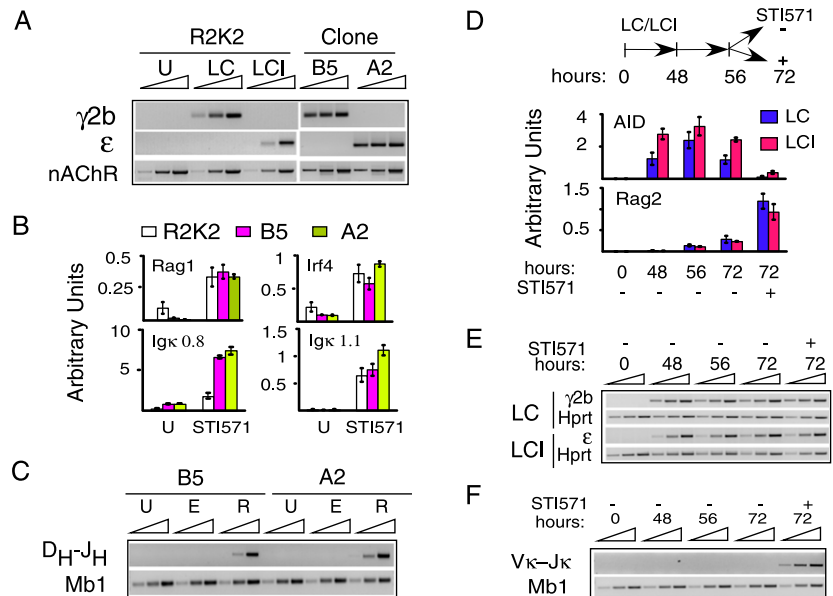 A
R2K2 Clone
U LC LCI B5 A2
γ2b
ε
nAChR
B
R2K2 B5 A2
Arbitrary Units
0.5
0.25
Rag1
1
0.5
0
Irf4
10
5
Igκ 0.8
1.5
0.5
Igκ 1.1
U STI571 U STI571
C
B5 A2
U E R U E R
DH-JH
Mb1
D
STI571
LC/LCI -
+
hours: 0 48 56 72
Arbitrary Units
4
2
AID
LC
LCI
1.5
0.5
Rag2
hours: 0 48 56 72 72
STI571 - - - - +
E
STI571 - - - - +
hours: 0 48 56 72 72
LC γ2b
Hprt
LCI ε
Hprt
F
STI571 - - - - +
hours: 0 48 56 72 72
Vκ–Jκ
Mb1